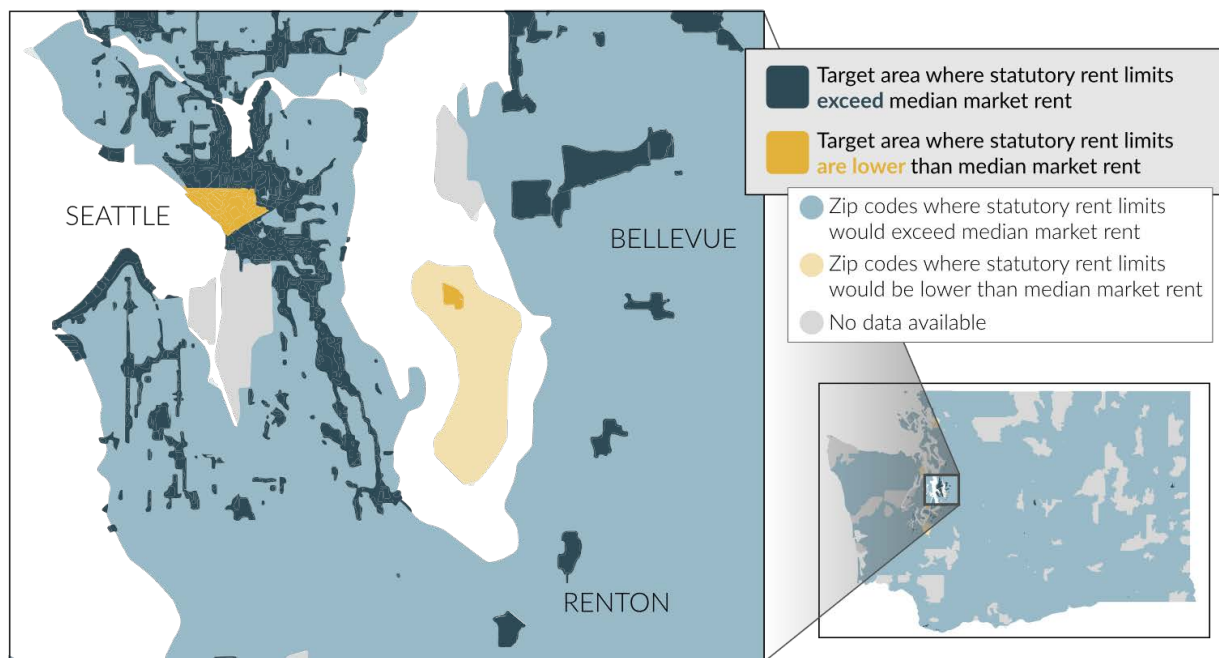 Target area where statutory rent limits
exceed median market rent
Target area where statutory rent limits
are lower than median market rent
Zip codes where statutory rent limits
would exceed median market rent
Zip codes where statutory rent limits
would be lower than median market rent
No data available
SEATTLE
BELLEVUE
RENTON